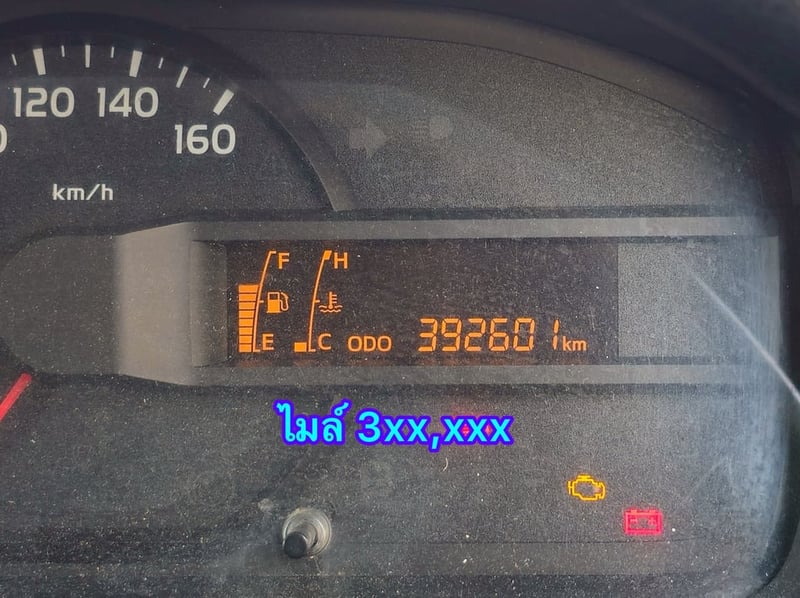 120 140
160
km/h
F H
E C ODO 392601 km
ไมล์ 3xx,xxx